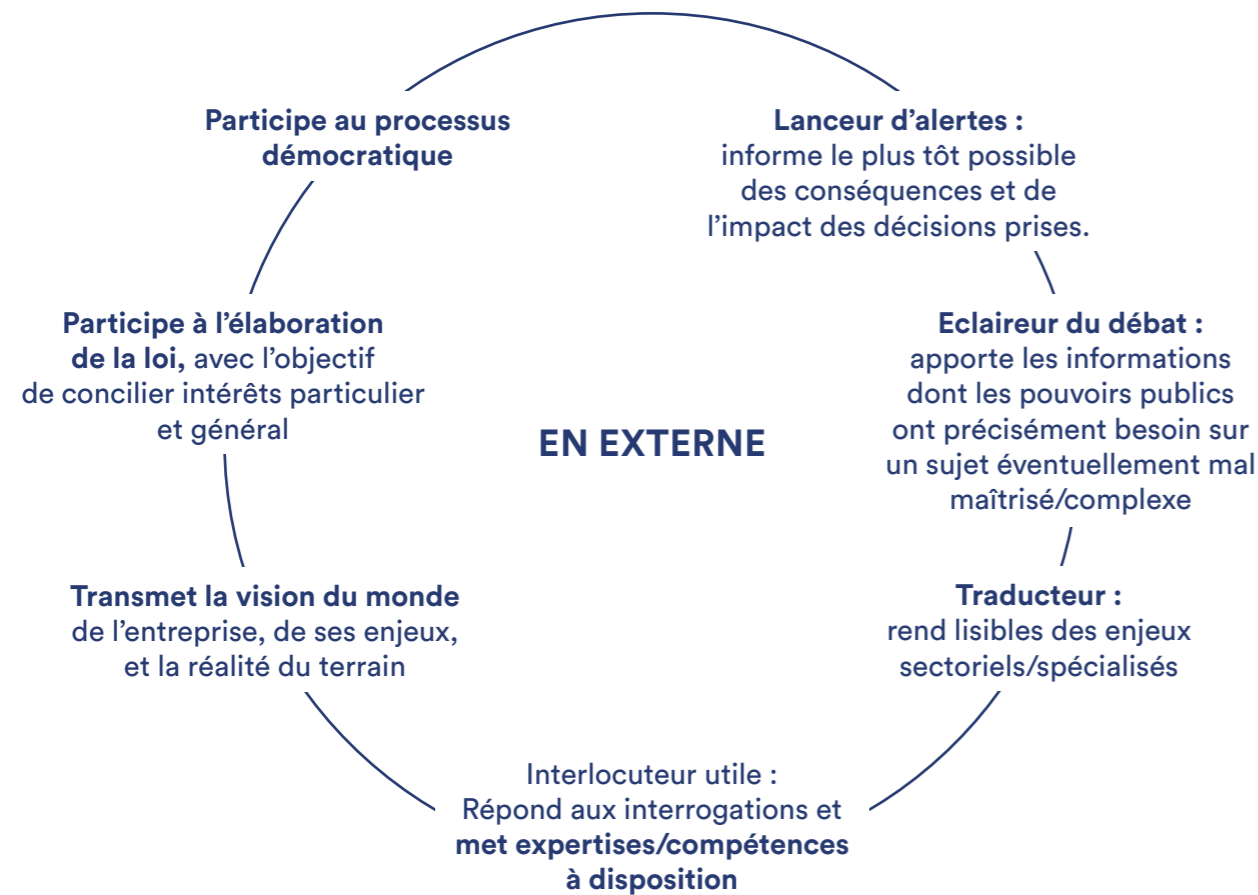 Participe au processus
démocratique
Lanceur d’alertes :
informe le plus tôt possible
des conséquences et de
l’impact des décisions prises.
Participe à l’élaboration
de la loi, avec l’objectif
de concilier intérêts particulier
et général
Eclaireur du débat :
apporte les informations
dont les pouvoirs publics
ont précisément besoin sur
un sujet éventuellement mal
maîtrisé/complexe
EN EXTERNE
Transmet la vision du monde
de l’entreprise, de ses enjeux,
et la réalité du terrain
Traducteur :
rend lisibles des enjeux
sectoriels/spécialisés
Interlocuteur utile :
Répond aux interrogations et
met expertises/compétences
à disposition